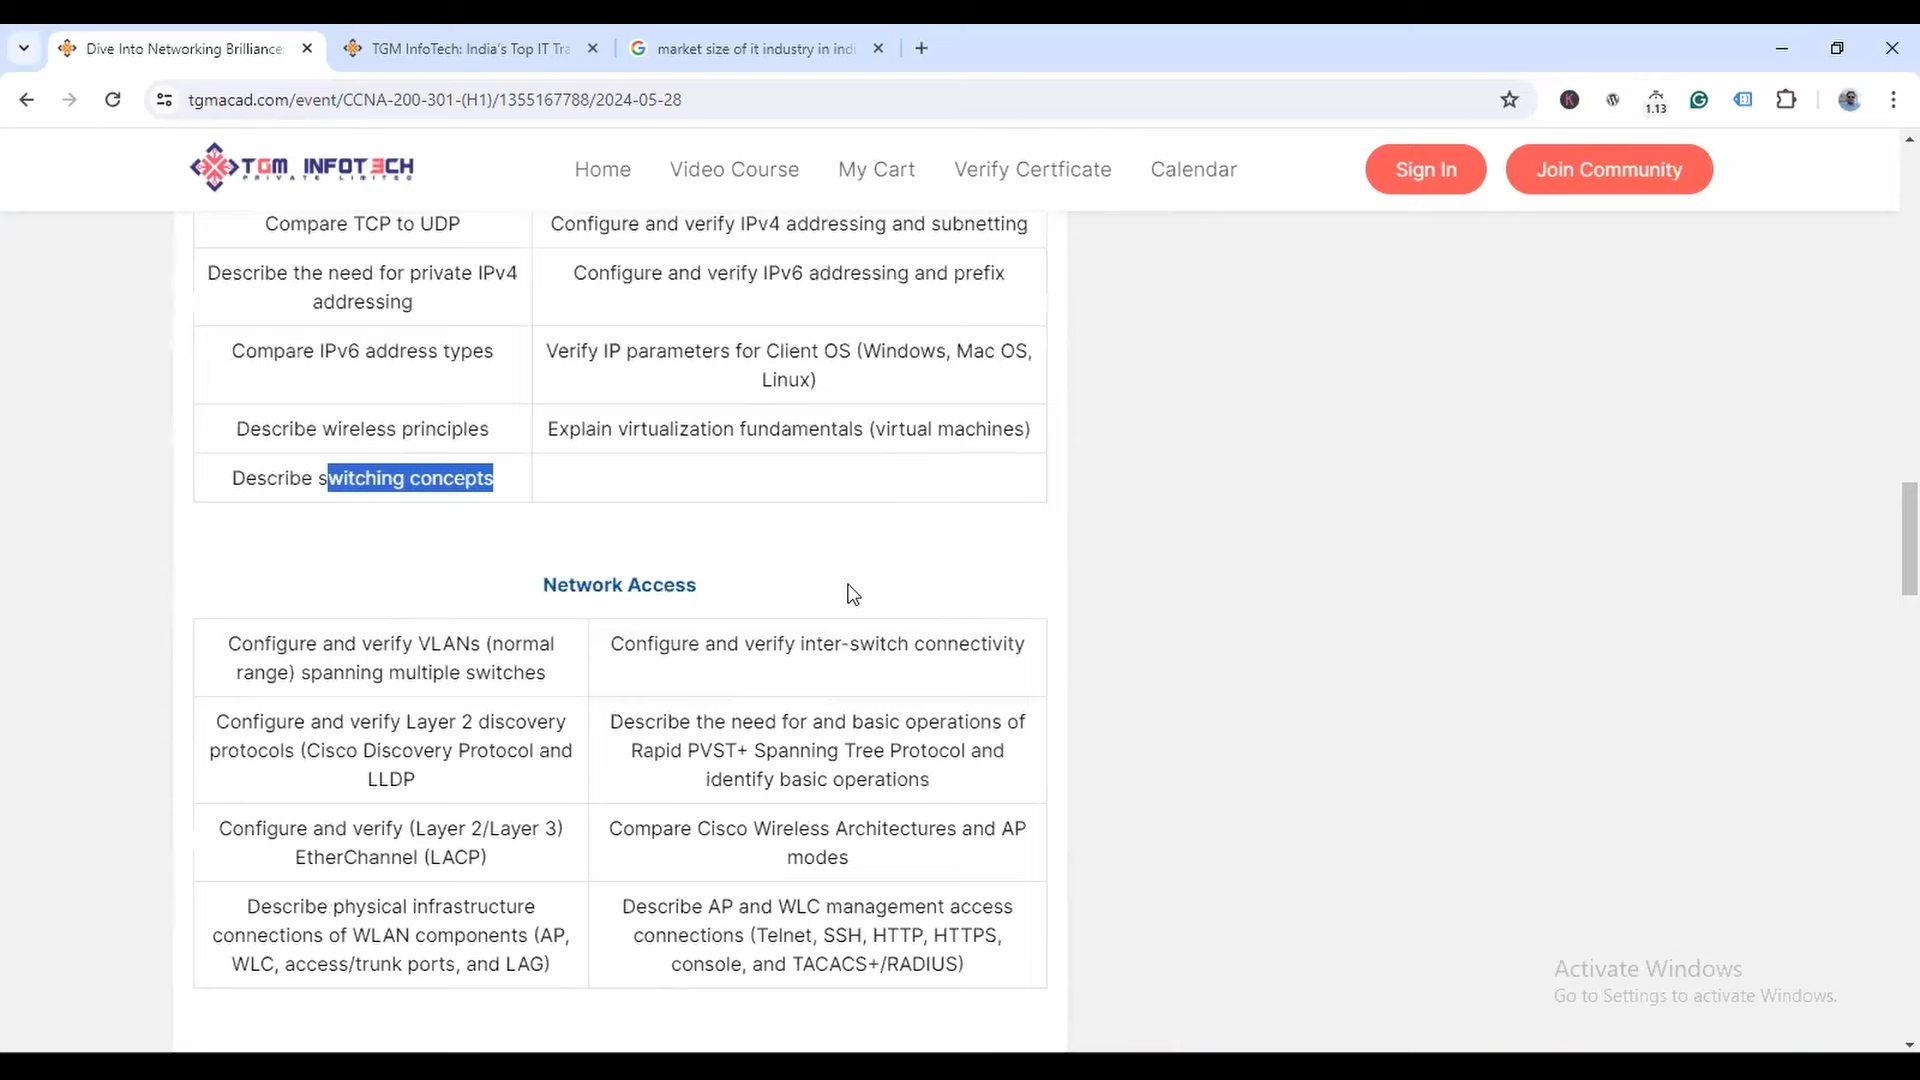 Dive Into Networking Brilliance:
TGM InfoTech: India's Top IT Tra
market size of it industry in indi
tgmacad.com/event/CCNA-200-301-(H1)/1355167788/2024-05-28
1.13
TGM INFOT3CH
PRIVATE LIMITED
Home
Video Course
My Cart
Verify Certficate
Calendar
Sign In
Join Community
Compare TCP to UDP
Configure and verify IPv4 addressing and subnetting
Describe the need for private IPv4
addressing
Configure and verify IPv6 addressing and prefix
Compare IPv6 address types
Verify IP parameters for Client OS (Windows, Mac OS,
Linux)
Describe wireless principles
Explain virtualization fundamentals (virtual machines)
Describe switching concepts
Network Access
Configure and verify VLANs (normal
range) spanning multiple switches
Configure and verify inter-switch connectivity
Configure and verify Layer 2 discovery
protocols (Cisco Discovery Protocol and
LLDP
Describe the need for and basic operations of
Rapid PVST+ Spanning Tree Protocol and
identify basic operations
Configure and verify (Layer 2/Layer 3)
EtherChannel (LACP)
Compare Cisco Wireless Architectures and AP
modes
Describe physical infrastructure
connections of WLAN components (AP,
WLC, access/trunk ports, and LAG)
Describe AP and WLC management access
connections (Telnet, SSH, HTTP, HTTPS,
console, and TACACS+/RADIUS)
Activate Windows
Go to Settings to activate Windows.